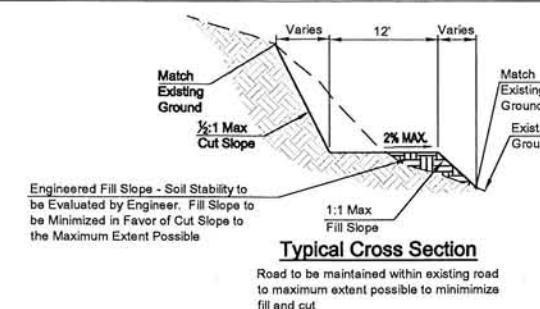 Varies
12'
Varies
Match
Existing
Ground
½:1 Max
Cut Slope
2% MAX.
Match
Existing
Ground
Engineered Fill Slope - Soil Stability to
be Evaluated by Engineer. Fill Slope to
be Minimized in Favor of Cut Slope to
the Maximum Extent Possible
1:1 Max
Fill Slope
Typical Cross Section
Road to be maintained within existing road
to maximum extent possible to minimimize
fill and cut